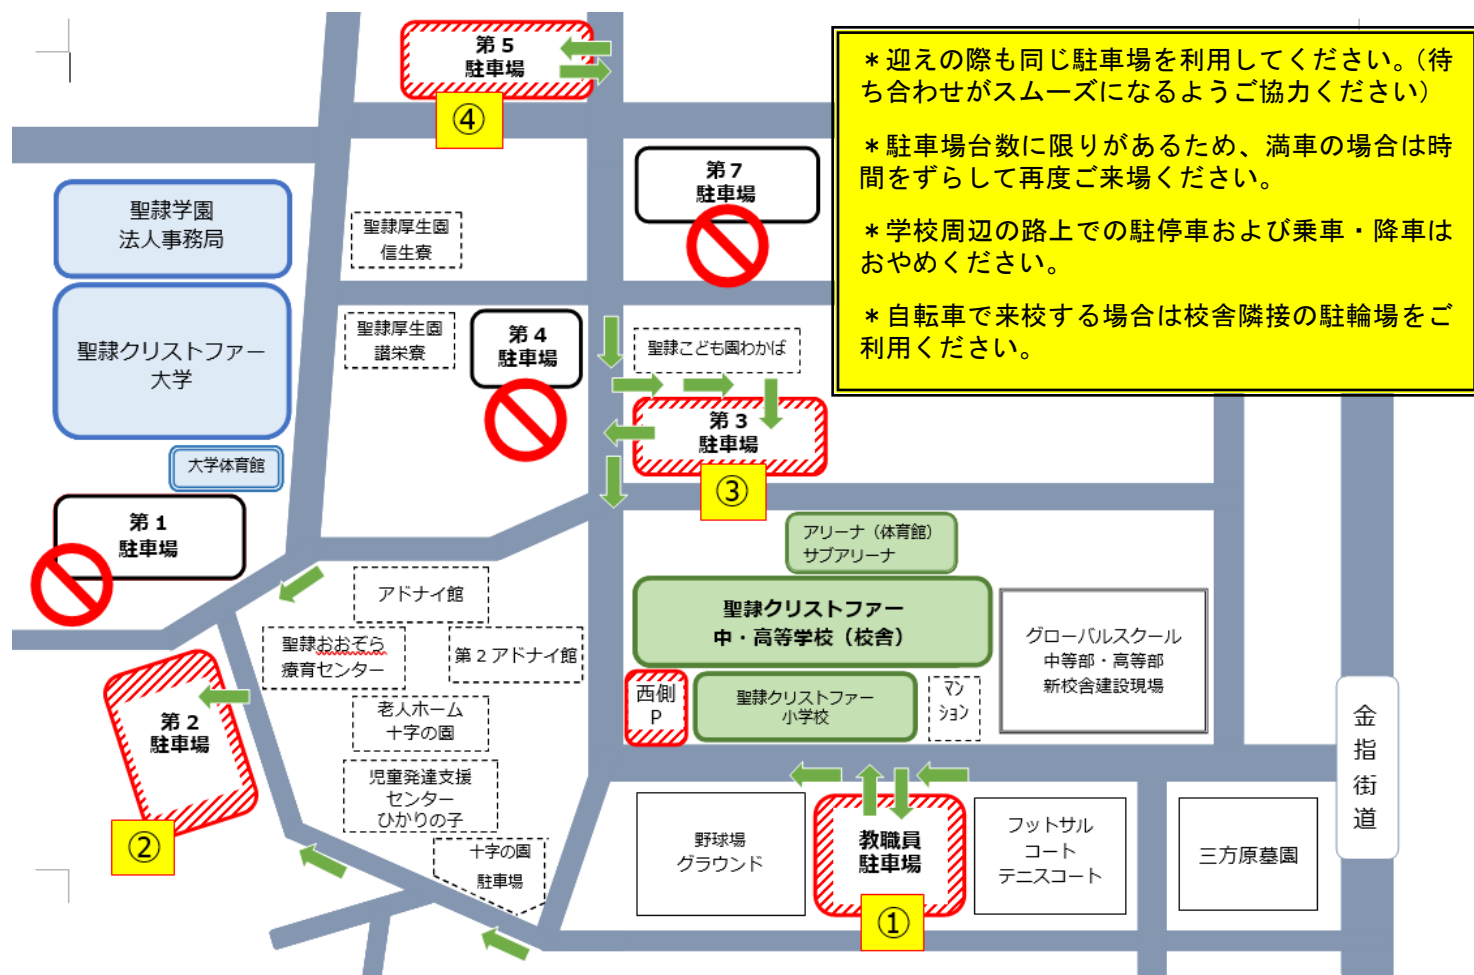 第5
駐車場
④
＊迎えの際も同じ駐車場を利用してください。（待
ち合わせがスムーズになるようご協力ください）
＊駐車場台数に限りがあるため、満車の場合は時
間をずらして再度ご来場ください。
＊学校周辺の路上での駐停車および乗車・降車は
おやめください。
＊自転車で来校する場合は校舎隣接の駐輪場をご
利用ください。
第7
駐車場
聖隷学園
法人事務局
聖隷厚生園
信生寮
聖隷クリストファー
大学
聖隷厚生園
讃栄寮
第4
駐車場
聖隷こども園わかば
第3
駐車場
③
大学体育館
第1
駐車場
アリーナ（体育館）
サブアリーナ
アドナイ館
聖隷クリストファー
中・高等学校（校舎）
聖隷おおぞら
療育センター
第2アドナイ館
グローバルスクール
中等部・高等部
新校舎建設現場
西側
P
聖隷クリストファー
小学校
マン
ション
第2
駐車場
②
老人ホーム
十字の園
金指街道
児童発達支援
センター
ひかりの子
十字の園
駐車場
野球場
グラウンド
教職員
駐車場
①
フットサル
コート
テニスコート
三方原墓園